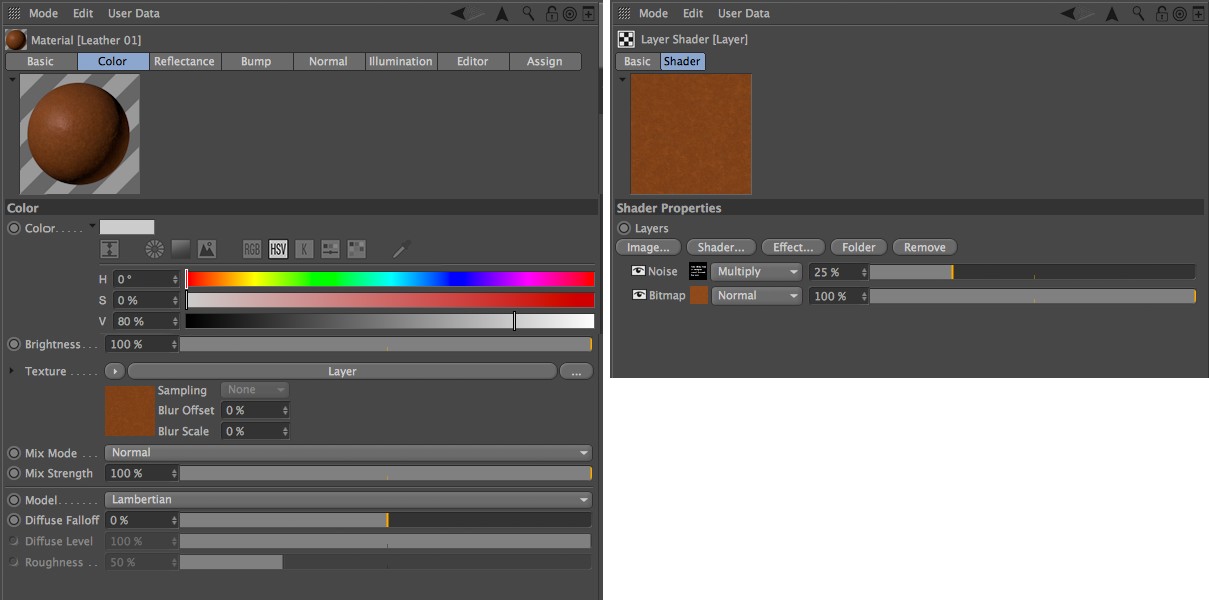 Mode Edit User Data
Material [Leather 01]
Basic Color Reflectance Bump Normal Illumination Editor Assign
Color
Color.....
RGB HSV K
H 0 °
S 0 %
V 80 %
Brightness... 100 %
Texture ..... Layer ...
Sampling None
Blur Offset 0 %
Blur Scale 0 %
Mix Mode ... Normal
Mix Strength 100 %
Model....... Lambertian
Diffuse Falloff 0 %
Diffuse Level 100 %
Roughness .. 50 %
Mode Edit User Data
Layer Shader [Layer]
Basic Shader
Shader Properties
Layers
Image... Shader... Effect... Folder Remove
Noise Multiply 25 %
Bitmap Normal 100 %